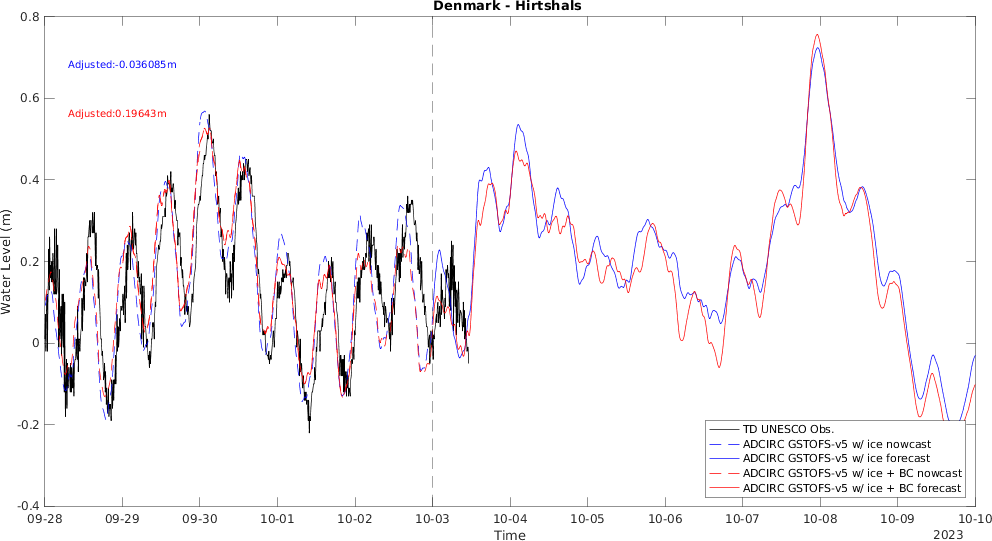 Denmark - Hirtshals
0.8
0.6
0.4
0.2
0
-0.2
-0.4
Water Level (m)
Adjusted:-0.036085m
Adjusted:0.19643m
TD UNESCO Obs.
ADCIRC GSTOFS-v5 w/ ice nowcast
ADCIRC GSTOFS-v5 w/ ice forecast
ADCIRC GSTOFS-v5 w/ ice + BC nowcast
ADCIRC GSTOFS-v5 w/ ice + BC forecast
09-28 09-29 09-30 10-01 10-02 10-03 10-04 10-05 10-06 10-07 10-08 10-09 10-10
Time
2023